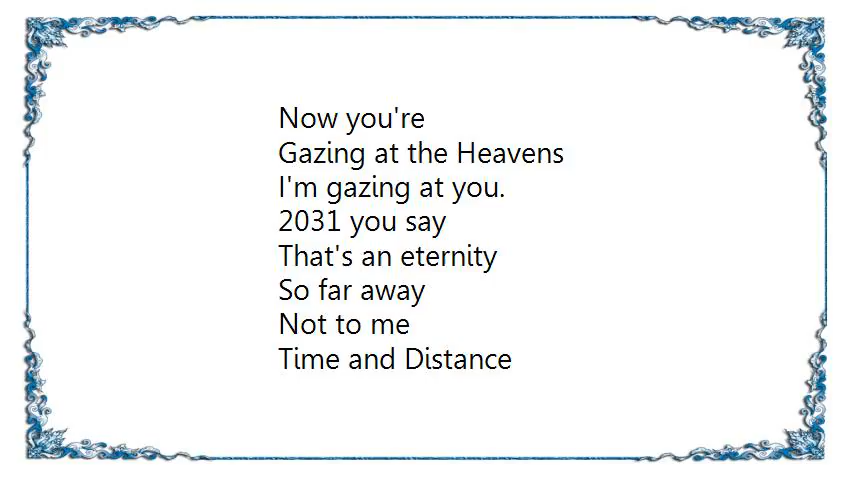 Now you're
Gazing at the Heavens
I'm gazing at you.
2031 you say
That's an eternity
So far away
Not to me
Time and Distance